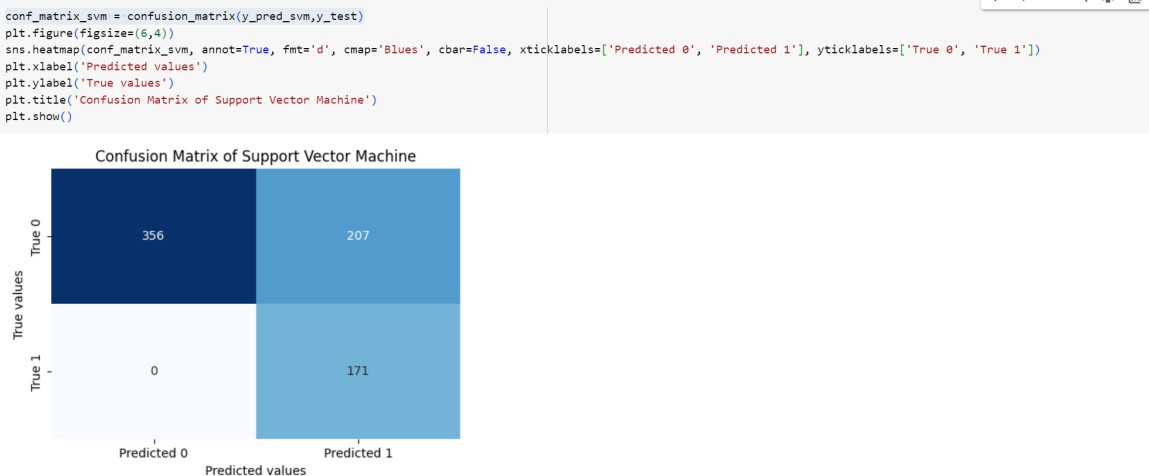 conf_matrix_svm = confusion_matrix(y_pred_svm,y_test)
plt.figure(figsize=(6,4))
sns.heatmap(conf_matrix_svm, annot=True, fmt='d', cmap='Blues', cbar=False, xticklabels=['Predicted 0', 'Predicted 1'], yticklabels=['True 0', 'True 1'])
plt.xlabel('Predicted values')
plt.ylabel('True values')
plt.title('Confusion Matrix of Support Vector Machine')
plt.show()
Confusion Matrix of Support Vector Machine
True values
True 0
356 207
True 1
0 171
Predicted 0 Predicted 1
Predicted values